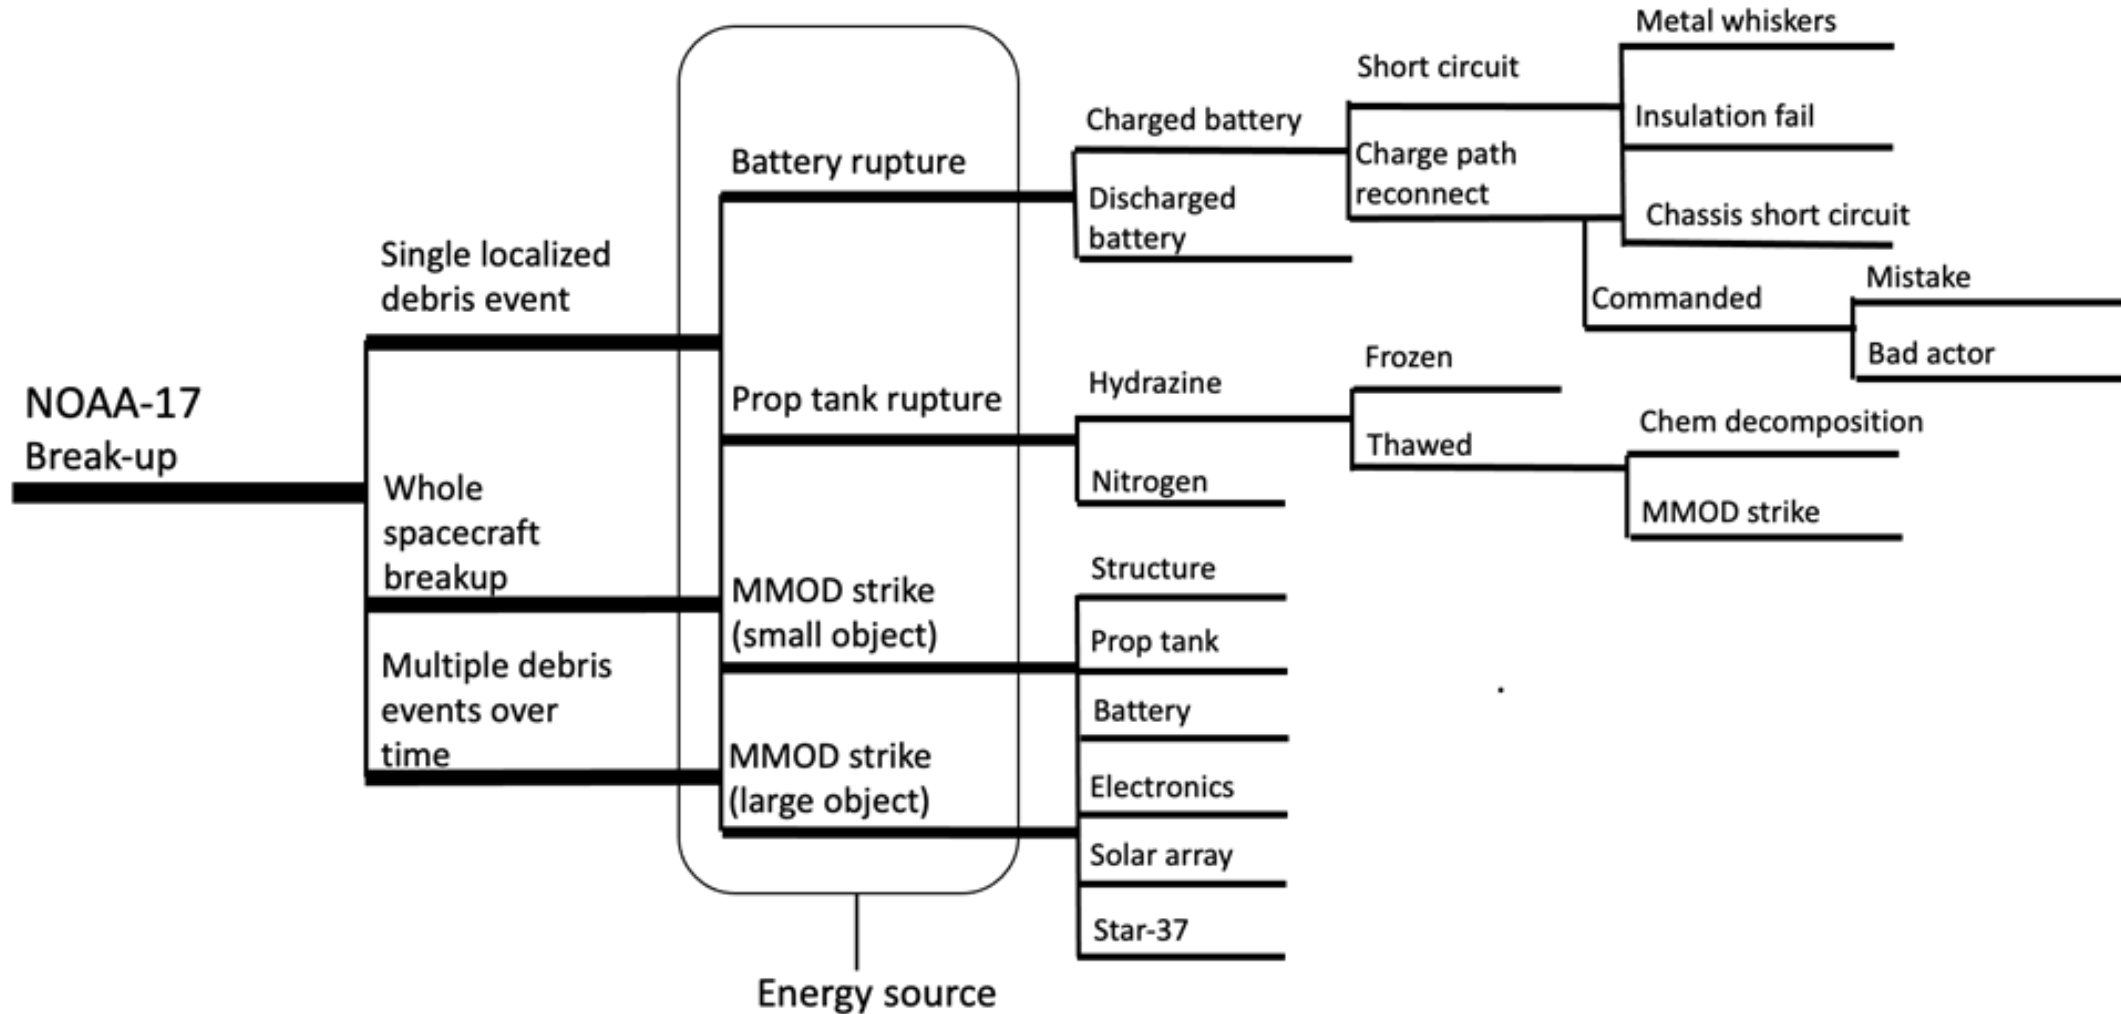 NOAA-17
Break-up
Single localized
debris event
Whole
spacecraft
breakup
Multiple debris
events over
time
Battery rupture
Prop tank rupture
MMOD strike
(small object)
MMOD strike
(large object)
Energy source
Charged battery
Discharged
battery
Hydrazine
Nitrogen
Structure
Prop tank
Battery
Electronics
Solar array
Star-37
Short circuit
Charge path
reconnect
Frozen
Thawed
Metal whiskers
Insulation fail
Chassis short circuit
Commanded
Mistake
Bad actor
Chem decomposition
MMOD strike